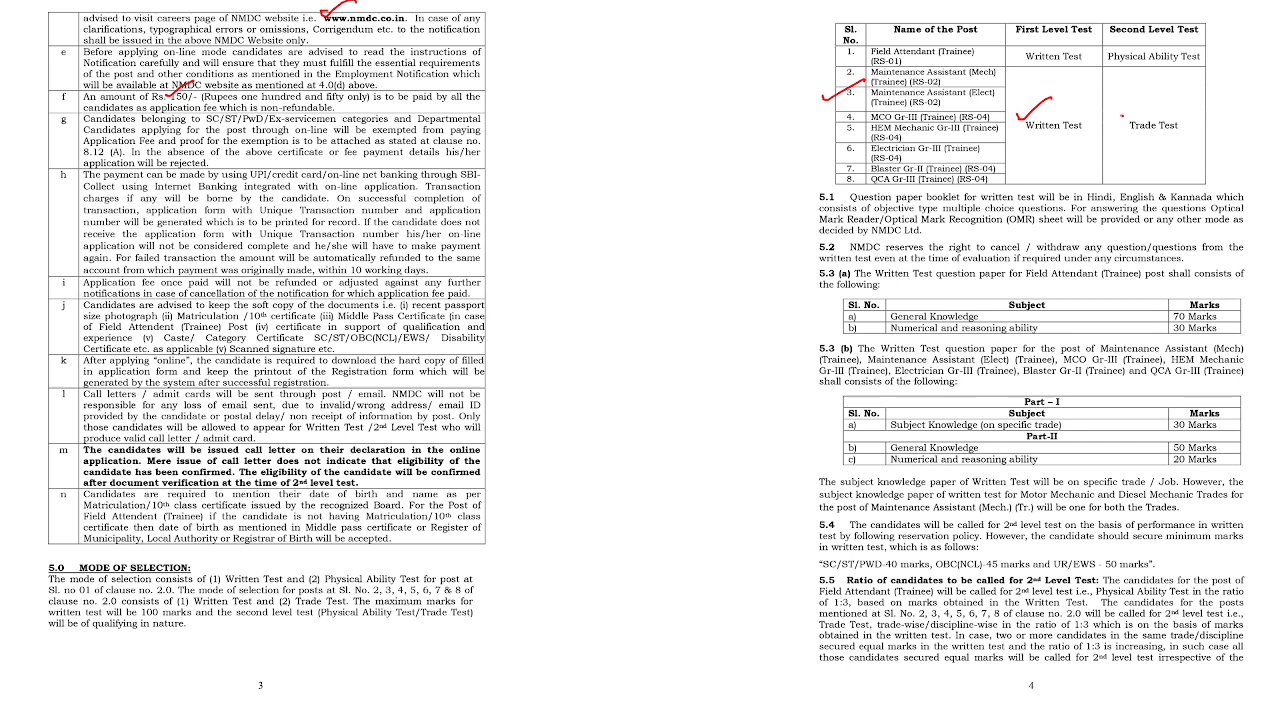 advised to visit careers page of NMDC website i.e. www.nmdc.co.in. In case of any
clarifications, typographical errors or omissions, Corrigendum etc. to the notification
shall be issued in the above NMDC Website only.
e Before applying on-line mode candidates are advised to read the instructions of
Notification carefully and will ensure that they must fulfill the essential requirements
of the post and other conditions as mentioned in the Employment Notification which
will be available at NMDC website as mentioned at 4.0(d) above.
f An amount of Rs. 150/- (Rupees one hundred and fifty only) is to be paid by all the
candidates as application fee which is non-refundable.
g Candidates belonging to SC/ST/PwD/Ex-servicemen categories and Departmental
Candidates applying for the post through on-line will be exempted from paying
Application Fee and proof for the exemption is to be attached as stated at clause no.
8.12 (A). In the absence of the above certificate or fee payment details his/her
application will be rejected.
h The payment can be made by using UPI/credit card/on-line net banking through SBI-
Collect using Internet Banking integrated with on-line application. Transaction
charges if any will be borne by the candidate. On successful completion of
transaction, application form with Unique Transaction number and application
number will be generated which is to be printed for record. If the candidate does not
receive the application form with Unique Transaction number his/her on-line
application will not be considered complete and he/she will have to make payment
again. For failed transaction the amount will be automatically refunded to the same
account from which payment was originally made, within 10 working days.
i Application fee once paid will not be refunded or adjusted against any further
notifications in case of cancellation of the notification for which application fee paid.
j Candidates are advised to keep the soft copy of the documents i.e. (i) recent passport
size photograph (ii) Matriculation /10th certificate (iii) Middle Pass Certificate (in case
of Field Attendent (Trainee) Post (iv) certificate in support of qualification and
experience (v) Caste/ Category Certificate SC/ST/OBC(NCL)/EWS/ Disability
Certificate etc. as applicable (v) Scanned signature etc.
k After applying "online", the candidate is required to download the hard copy of filled
in application form and keep the printout of the Registration form which will be
generated by the system after successful registration.
l Call letters / admit cards will be sent through post / email. NMDC will not be
responsible for any loss of email sent, due to invalid/wrong address/ email ID
provided by the candidate or postal delay/ non receipt of information by post. Only
those candidates will be allowed to appear for Written Test /2nd Level Test who will
produce valid call letter / admit card.
m The candidates will be issued call letter on their declaration in the online
application. Mere issue of call letter does not indicate that eligibility of the
candidate has been confirmed. The eligibility of the candidate will be confirmed
after document verification at the time of 2nd level test.
n Candidates are required to mention their date of birth and name as per
Matriculation/10th class certificate issued by the recognized Board. For the Post of
Field Attendent (Trainee) if the candidate is not having Matriculation/10th class
certificate then date of birth as mentioned in Middle pass certificate or Register of
Municipality, Local Authority or Registrar of Birth will be accepted.
5.0 MODE OF SELECTION:
The mode of selection consists of (1) Written Test and (2) Physical Ability Test for post at
Sl. no 01 of clause no. 2.0. The mode of selection for posts at Sl. No. 2, 3, 4, 5, 6, 7 & 8 of
clause no. 2.0 consists of (1) Written Test and (2) Trade Test. The maximum marks for
written test will be 100 marks and the second level test (Physical Ability Test/Trade Test)
will be of qualifying in nature.
3
Sl. No. Name of the Post First Level Test Second Level Test
1. Field Attendant (Trainee) (RS-01) Written Test Physical Ability Test
2. Maintenance Assistant (Mech) (Trainee) (RS-02)
3. Maintenance Assistant (Elect) (Trainee) (RS-02)
4. MCO Gr-III (Trainee) (RS-04)
5. HEM Mechanic Gr-III (Trainee) (RS-04)
6. Electrician Gr-III (Trainee) (RS-04)
7. Blaster Gr-II (Trainee) (RS-04)
8. QCA Gr-III (Trainee) (RS-04)
Written Test Trade Test
5.1 Question paper booklet for written test will be in Hindi, English & Kannada which
consists of objective type multiple choice questions. For answering the questions Optical
Mark Reader/Optical Mark Recognition (OMR) sheet will be provided or any other mode as
decided by NMDC Ltd.
5.2 NMDC reserves the right to cancel / withdraw any question/questions from the
written test even at the time of evaluation if required under any circumstances.
5.3 (a) The Written Test question paper for Field Attendant (Trainee) post shall consists of
the following:
Sl. No. Subject Marks
a) General Knowledge 70 Marks
b) Numerical and reasoning ability 30 Marks
5.3 (b) The Written Test question paper for the post of Maintenance Assistant (Mech)
(Trainee), Maintenance Assistant (Elect) (Trainee), MCO Gr-III (Trainee), HEM Mechanic
Gr-III (Trainee), Electrician Gr-III (Trainee), Blaster Gr-II (Trainee) and QCA Gr-III (Trainee)
shall consists of the following:
Part – I
Sl. No. Subject Marks
a) Subject Knowledge (on specific trade) 30 Marks
Part-II
b) General Knowledge 50 Marks
c) Numerical and reasoning ability 20 Marks
The subject knowledge paper of Written Test will be on specific trade / Job. However, the
subject knowledge paper of written test for Motor Mechanic and Diesel Mechanic Trades for
the post of Maintenance Assistant (Mech.) (Tr.) will be one for both the Trades.
5.4 The candidates will be called for 2nd level test on the basis of performance in written
test by following reservation policy. However, the candidate should secure minimum marks
in written test, which is as follows:
"SC/ST/PWD-40 marks, OBC(NCL)-45 marks and UR/EWS - 50 marks".
5.5 Ratio of candidates to be called for 2nd Level Test: The candidates for the post of
Field Attendant (Trainee) will be called for 2nd level test i.e., Physical Ability Test in the ratio
of 1:3, based on marks obtained in the Written Test. The candidates for the posts
mentioned at Sl. No. 2, 3, 4, 5, 6, 7, 8 of clause no. 2.0 will be called for 2nd level test i.e.,
Trade Test, trade-wise/discipline-wise in the ratio of 1:3 which is on the basis of marks
obtained in the written test. In case, two or more candidates in the same trade/discipline
secured equal marks in the written test and the ratio of 1:3 is increasing, in such case all
those candidates secured equal marks will be called for 2nd level test irrespective of the
4